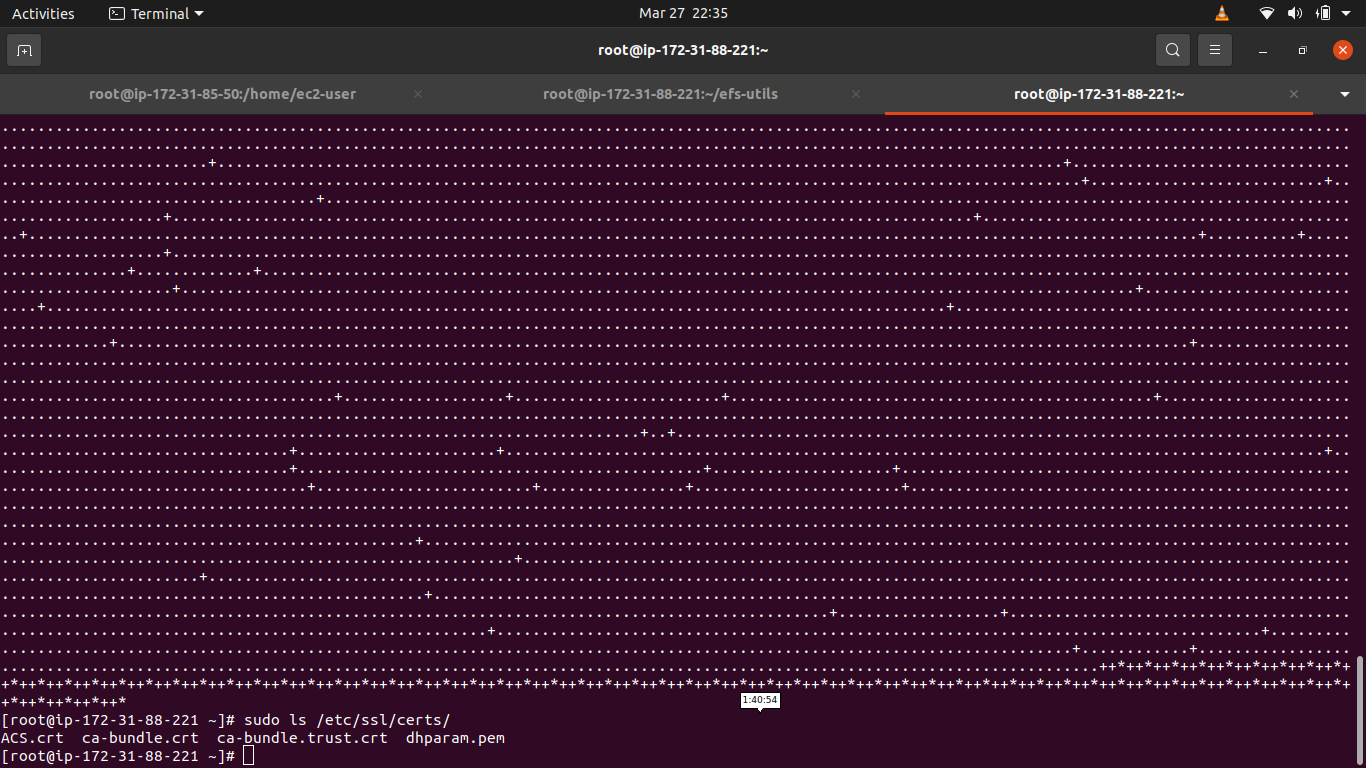 Activities Terminal Mar 27 22:35
root@ip-172-31-88-221:~
root@ip-172-31-85-50:/home/ec2-user root@ip-172-31-88-221:~/efs-utils root@ip-172-31-88-221:~
1:40:54
[root@ip-172-31-88-221 ~]# sudo ls /etc/ssl/certs/
ACS.crt ca-bundle.crt ca-bundle.trust.crt dhparam.pem
[root@ip-172-31-88-221 ~]#